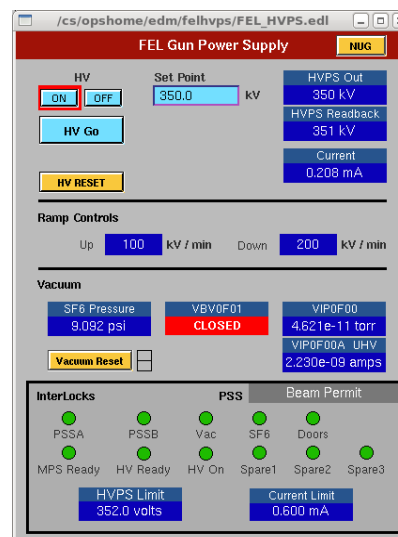 /cs/opshome/edm/felhvps/FEL_HVPS.edl
FEL Gun Power Supply
NUG
HV
Set Point
HVPS Out
ON
OFF
350.0
kV
350 kV
HVPS Readback
HV Go
351 kV
Current
0.208 mA
HV RESET
Ramp Controls
Up 100 kV / min Down 200 kV / min
Vacuum
SF6 Pressure
VBV0F01
VIP0F00
9.092 psi
CLOSED
4.621e-11 torr
VIP0F00A UHV
Vacuum Reset
2.230e-09 amps
InterLocks
PSS
Beam Permit
PSSA PSSB Vac SF6 Doors
MPS Ready HV Ready HV On Spare1 Spare2 Spare3
HVPS Limit
Current Limit
352.0 volts
0.600 mA